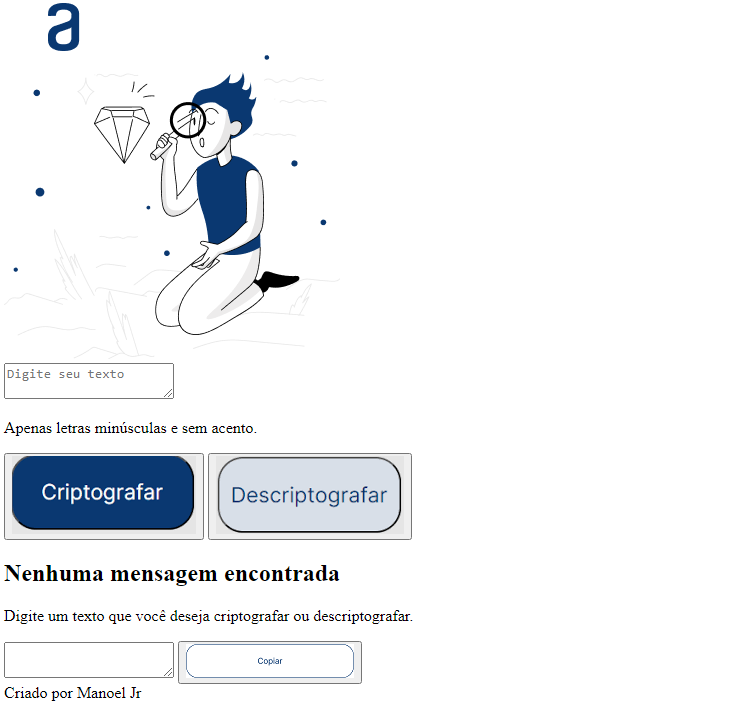 a
Digite seu texto
Apenas letras minúsculas e sem acento.
Criptografar
Descriptografar
Nenhuma mensagem encontrada
Digite um texto que você deseja criptografar ou descriptografar.
Copiar
Criado por Manoel Jr